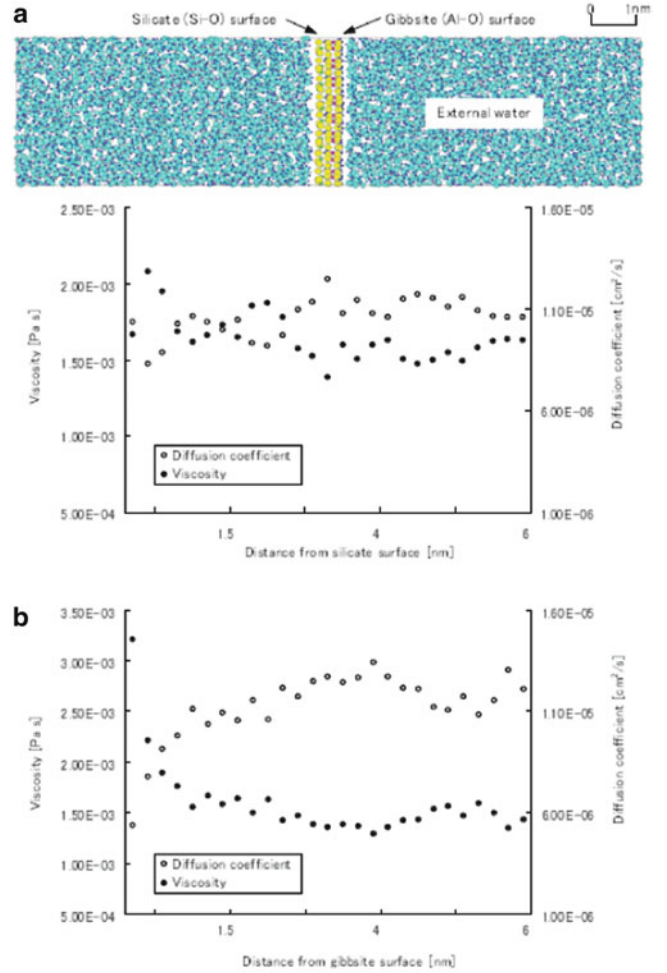 a
Silicate (Si-O) surface
Gibbsite (Al-O) surface
0 1nm
External water
2.50E-03
2.00E-03
1.50E-03
1.00E-03
5.00E-04
Viscosity [Pa s]
1.60E-05
1.10E-05
6.00E-06
1.00E-06
Diffusion coefficient [cm²/s]
Diffusion coefficient
Viscosity
1.5 4 6
Distance from silicate surface [nm]
b
3.50E-03
3.00E-03
2.50E-03
2.00E-03
1.50E-03
1.00E-03
5.00E-04
Viscosity [Pa s]
1.60E-05
1.10E-05
6.00E-06
1.00E-06
Diffusion coefficient [cm²/s]
Diffusion coefficient
Viscosity
1.5 4 6
Distance from gibbsite surface [nm]